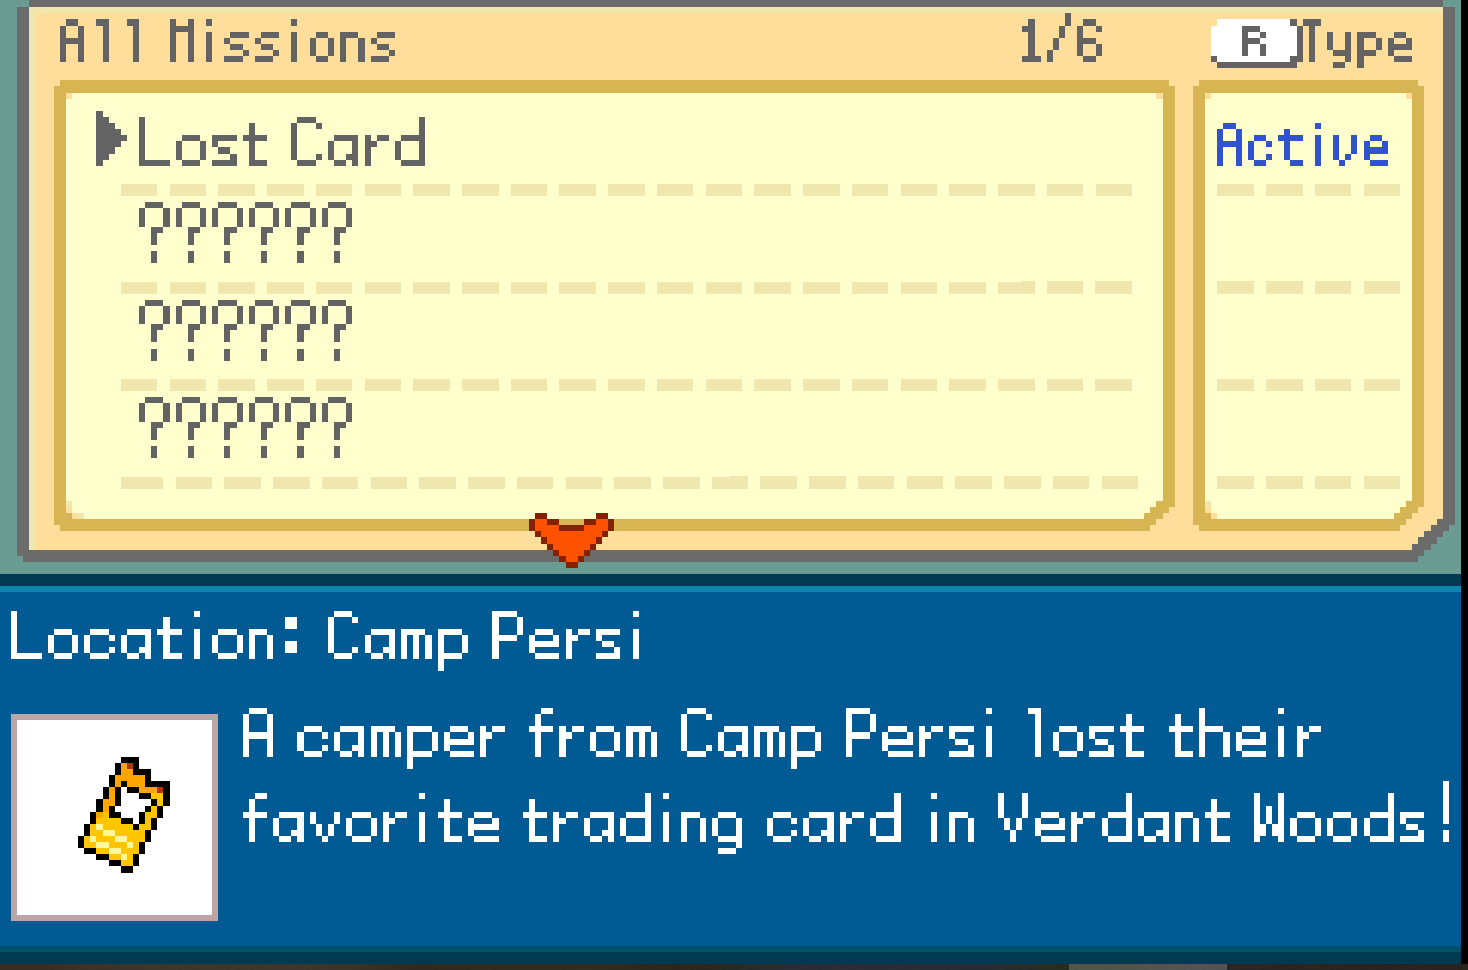 All Missions 1/6 R Type
Lost Card Active
??????
??????
??????
Location: Camp Persi
A camper from Camp Persi lost their
favorite trading card in Verdant Woods!